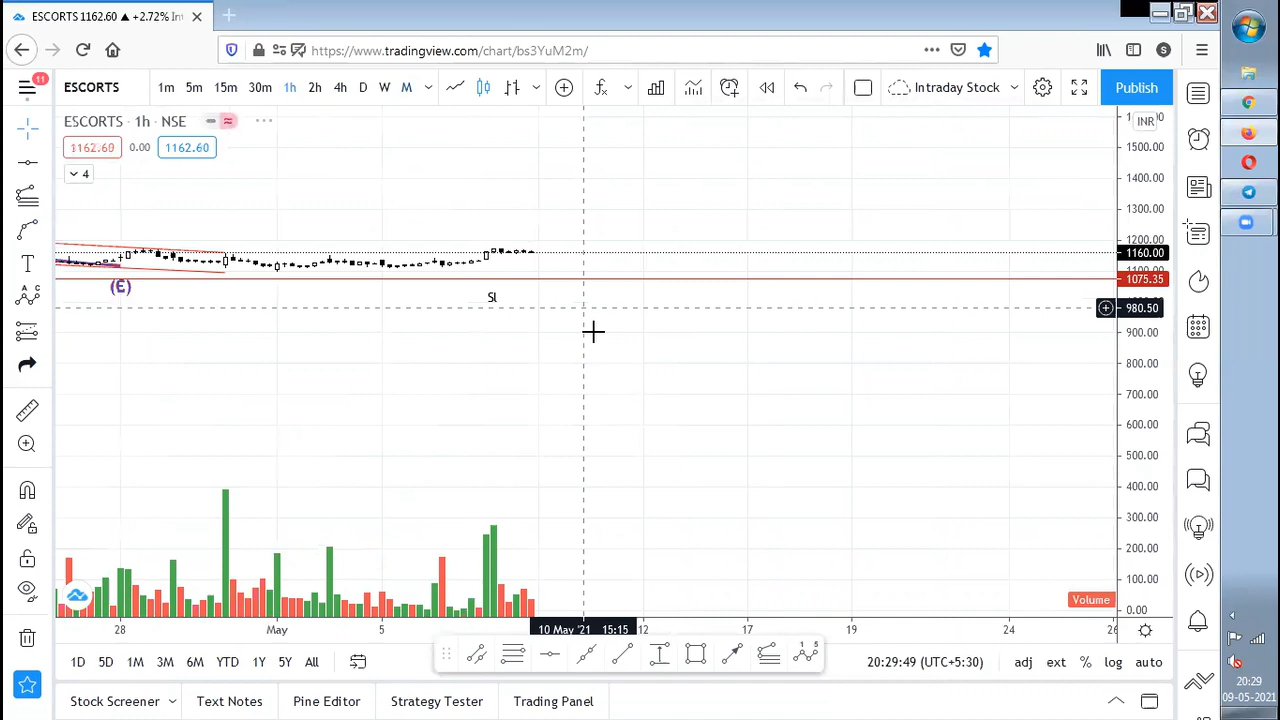 ESCORTS 1162.60 ▲ +2.72% Int
https://www.tradingview.com/chart/bs3YuM2m/
S
11
ESCORTS
1m 5m 15m 30m 1h 2h 4h D W M
Intraday Stock
Publish
ESCORTS · 1h · NSE
INR
1162.60 0.00 1162.60
4
1500.00
1400.00
1300.00
1200.00
1160.00
1075.35
(E)
Sl
980.50
900.00
800.00
700.00
600.00
500.00
400.00
300.00
200.00
100.00
0.00
Volume
28 May 5 10 May '21 15:15 12 17 19 24 26
1D 5D 1M 3M 6M YTD 1Y 5Y All
20:29:49 (UTC+5:30) adj ext % log auto
Stock Screener Text Notes Pine Editor Strategy Tester Trading Panel
20:29
09-05-2021